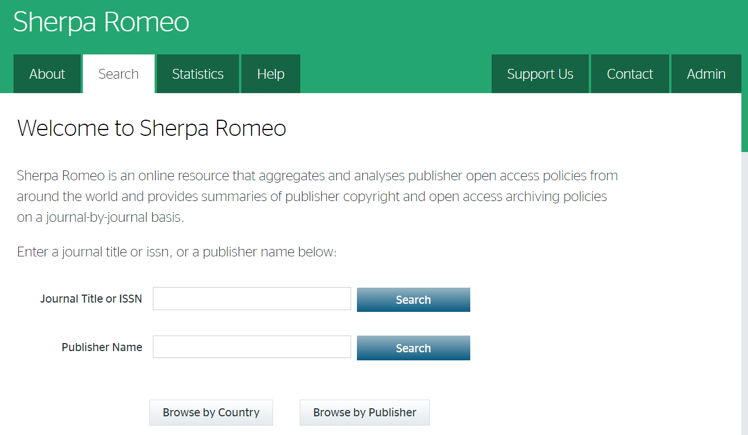 Sherpa Romeo
About
Search
Statistics
Help
Support Us
Contact
Admin
Welcome to Sherpa Romeo
Sherpa Romeo is an online resource that aggregates and analyses publisher open access policies from
around the world and provides summaries of publisher copyright and open access archiving policies
on a journal-by-journal basis.
Enter a journal title or issn, or a publisher name below:
Journal Title or ISSN
Search
Publisher Name
Search
Browse by Country
Browse by Publisher